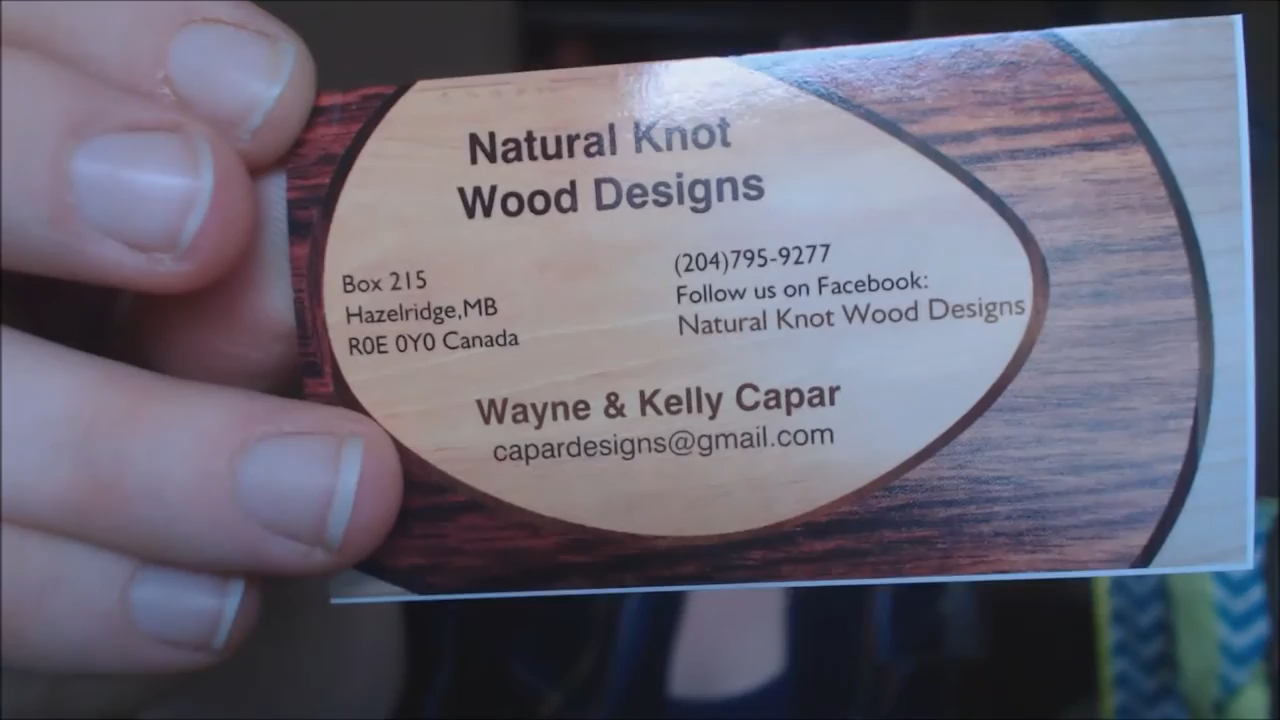 Natural Knot
Wood Designs
Box 215
Hazelridge,MB
R0E 0Y0 Canada
(204)795-9277
Follow us on Facebook:
Natural Knot Wood Designs
Wayne & Kelly Capar
capardesigns@gmail.com